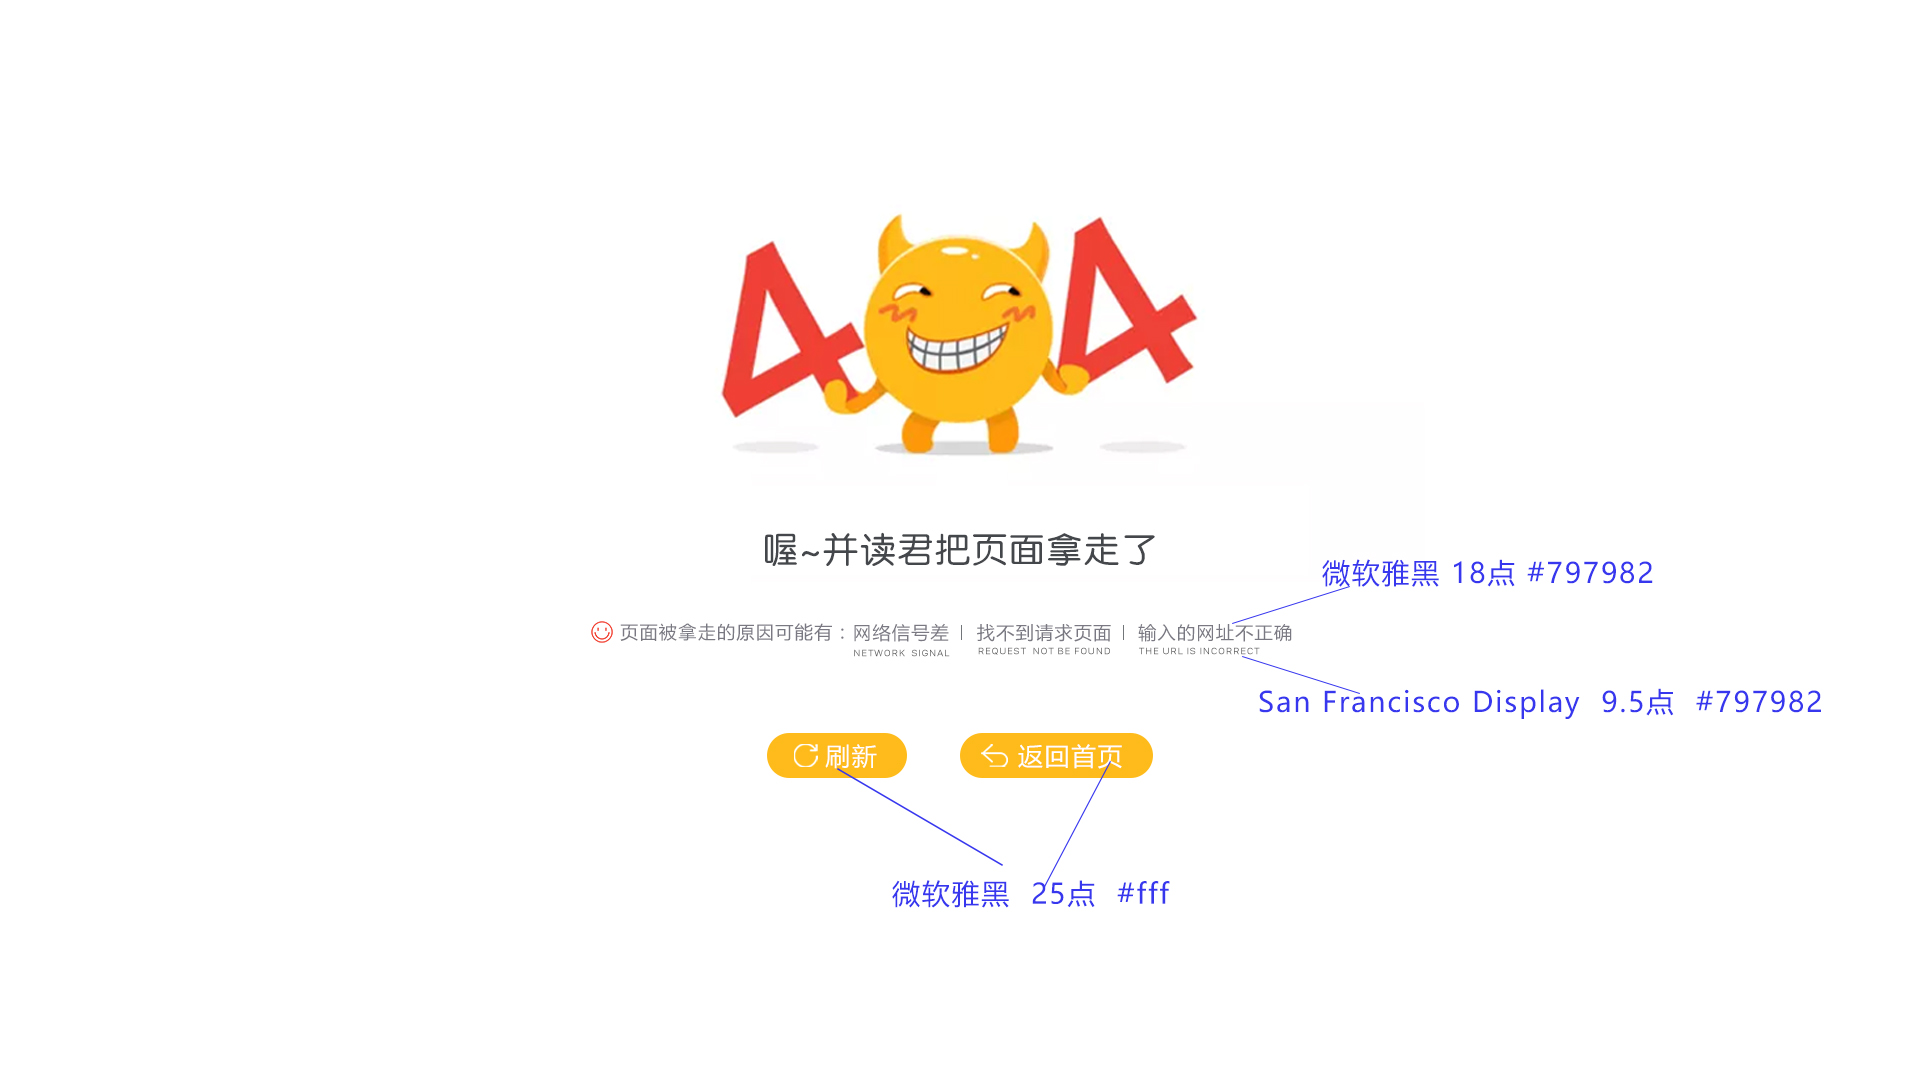 404
喔~并读君把页面拿走了
微软雅黑 18点 #797982
页面被拿走的原因可能有：网络信号差 | 找不到请求页面 | 输入的网址不正确
NETWORK SIGNAL REQUEST NOT BE FOUND THE URL IS INCORRECT
San Francisco Display 9.5点 #797982
刷新 返回首页
微软雅黑 25点 #fff